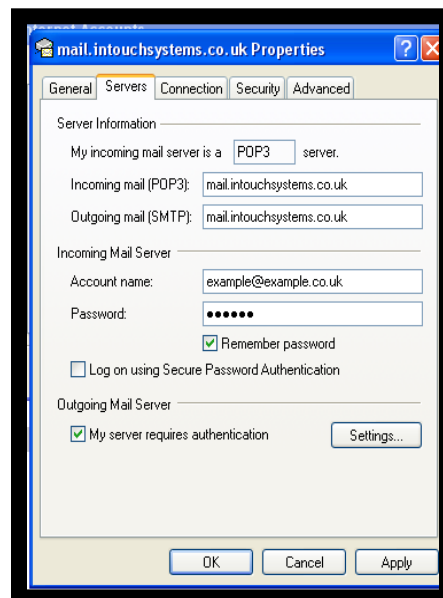 mail.intouchsystems.co.uk Properties
General Servers Connection Security Advanced
Server Information
My incoming mail server is a POP3 server.
Incoming mail (POP3): mail.intouchsystems.co.uk
Outgoing mail (SMTP): mail.intouchsystems.co.uk
Incoming Mail Server
Account name: example@example.co.uk
Password: ●●●●●●
Remember password
Log on using Secure Password Authentication
Outgoing Mail Server
My server requires authentication Settings...
OK Cancel Apply